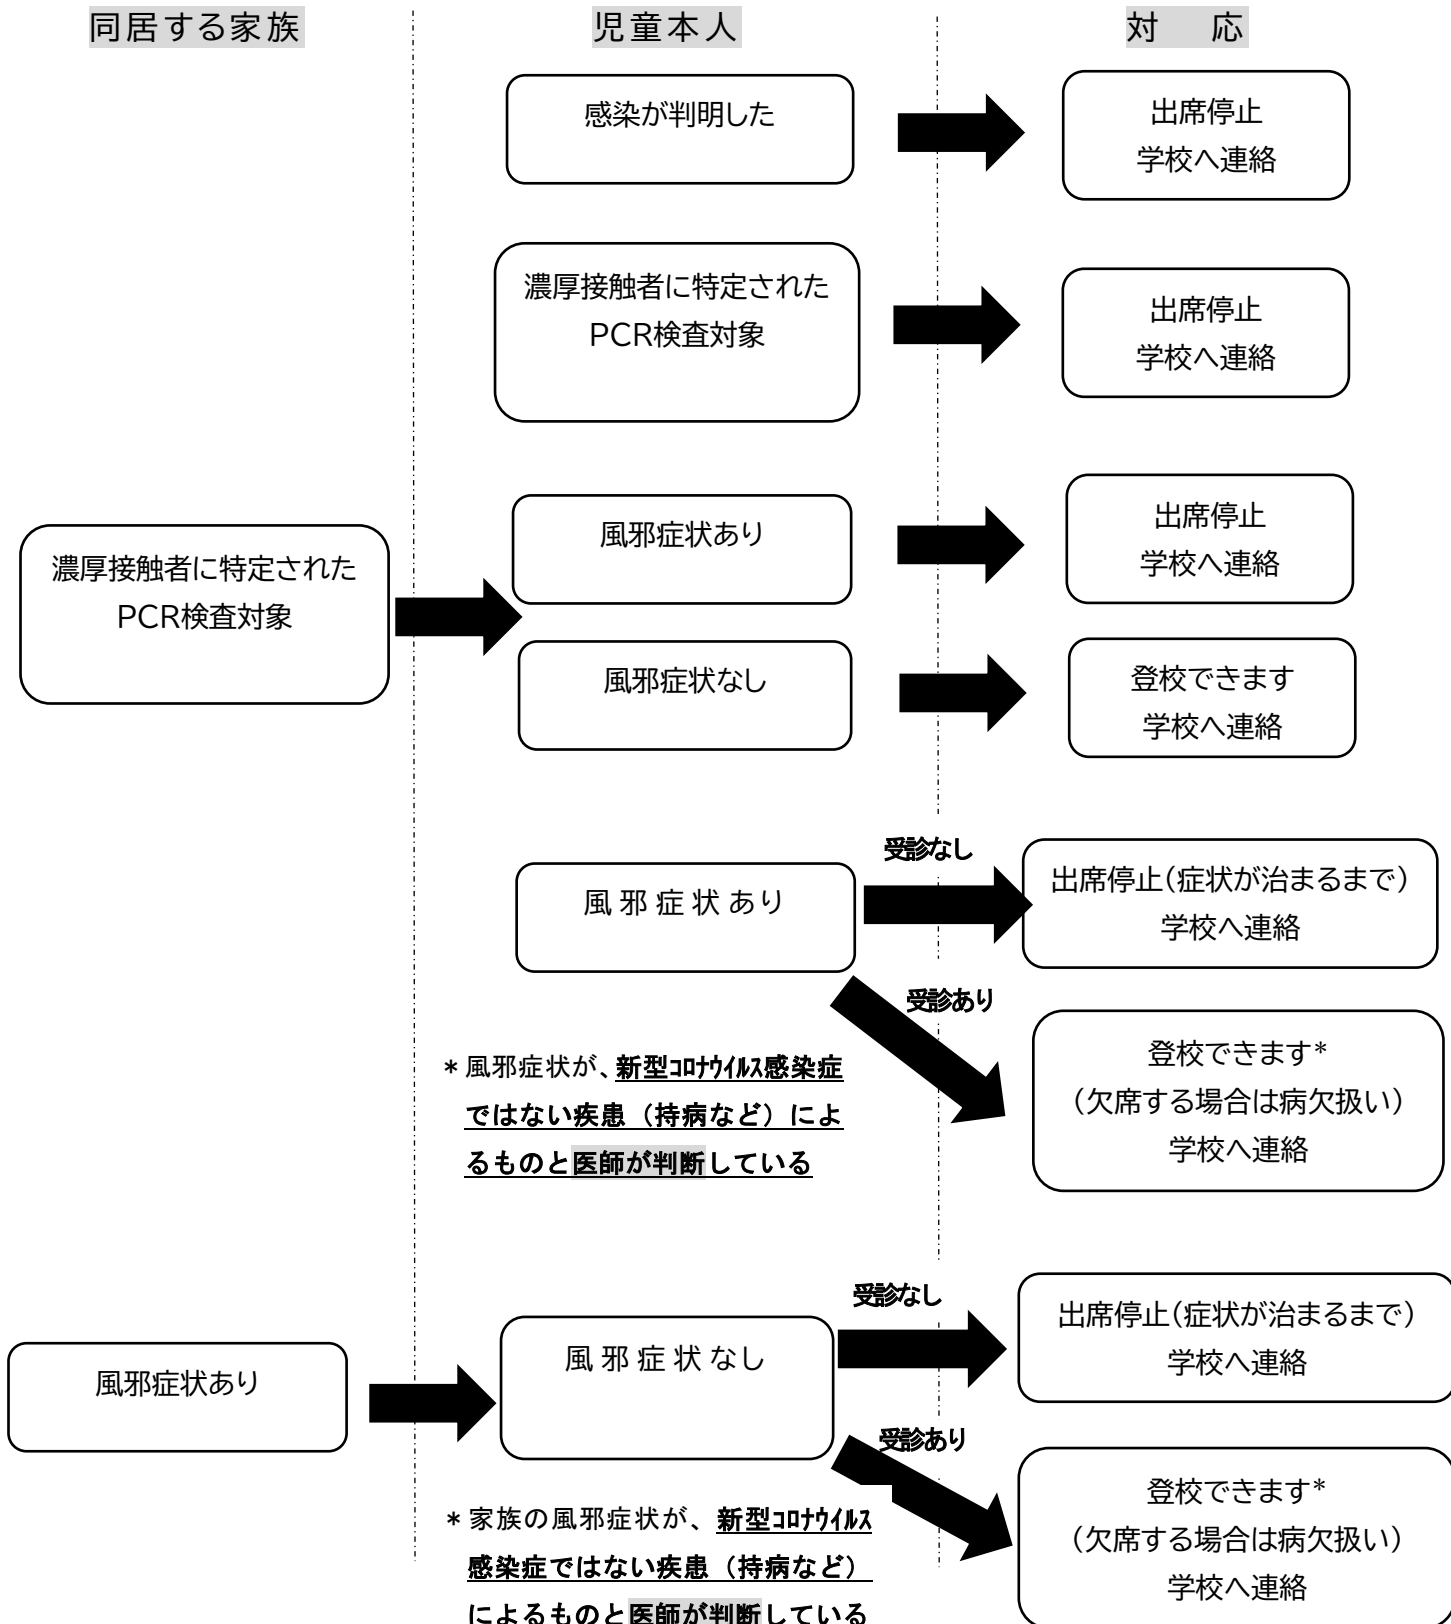 同居する家族
児童本人
対 応
感染が判明した
出席停止
学校へ連絡
濃厚接触者に特定された
PCR検査対象
出席停止
学校へ連絡
濃厚接触者に特定された
PCR検査対象
風邪症状あり
出席停止
学校へ連絡
風邪症状なし
登校できます
学校へ連絡
風邪症状あり
受診なし
出席停止(症状が治まるまで)
学校へ連絡
受診あり
登校できます*
(欠席する場合は病欠扱い)
学校へ連絡
*風邪症状が、新型コロナウイルス感染症
ではない疾患(持病など)によ
るものと医師が判断している
風邪症状あり
風邪症状なし
受診なし
出席停止(症状が治まるまで)
学校へ連絡
受診あり
登校できます*
(欠席する場合は病欠扱い)
学校へ連絡
*家族の風邪症状が、新型コロナウイルス
感染症ではない疾患(持病など)
によるものと医師が判断している